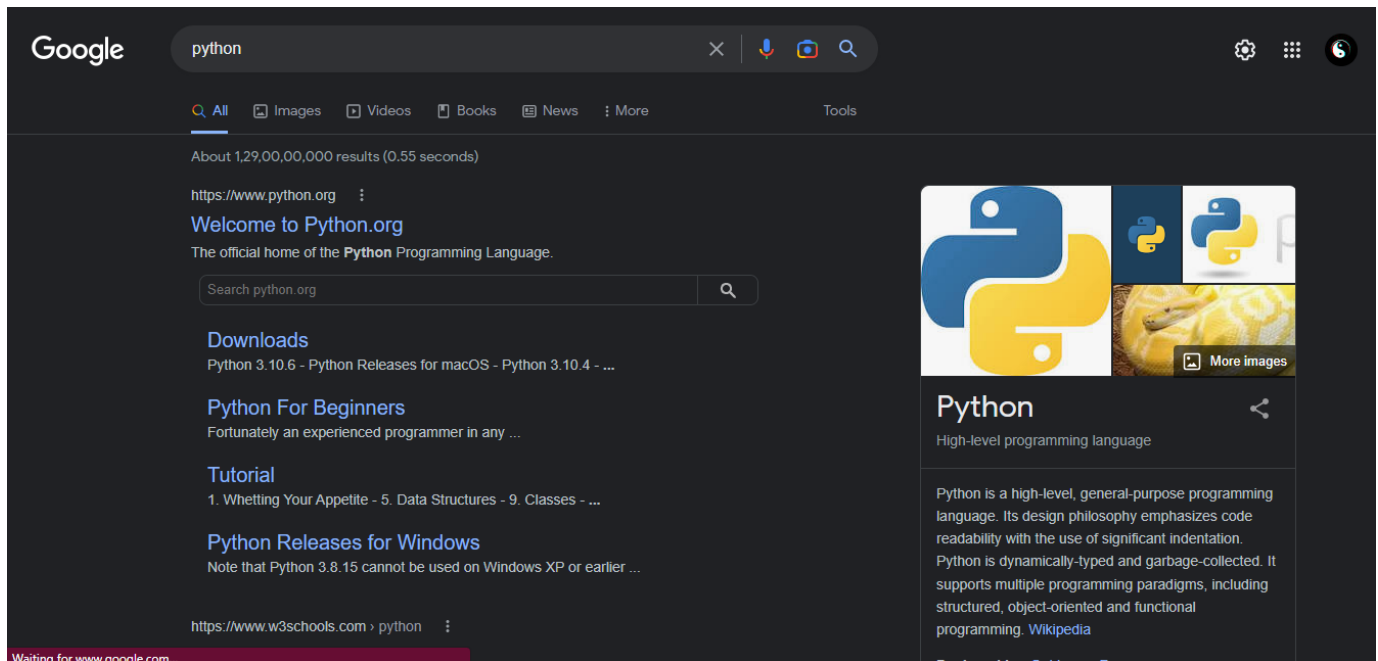 Google
python
All Images Videos Books News More Tools
About 1,29,00,00,000 results (0.55 seconds)
https://www.python.org
Welcome to Python.org
The official home of the Python Programming Language.
Search python.org
Downloads
Python 3.10.6 - Python Releases for macOS - Python 3.10.4 - ...
Python For Beginners
Fortunately an experienced programmer in any ...
Tutorial
1. Whetting Your Appetite - 5. Data Structures - 9. Classes - ...
Python Releases for Windows
Note that Python 3.8.15 cannot be used on Windows XP or earlier ...
https://www.w3schools.com › python
Waiting for www.google.com
More images
Python
High-level programming language
Python is a high-level, general-purpose programming
language. Its design philosophy emphasizes code
readability with the use of significant indentation.
Python is dynamically-typed and garbage-collected. It
supports multiple programming paradigms, including
structured, object-oriented and functional
programming. Wikipedia